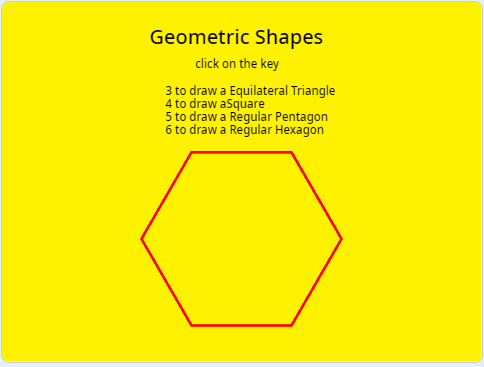 Geometric Shapes
click on the key
3 to draw a Equilateral Triangle
4 to draw aSquare
5 to draw a Regular Pentagon
6 to draw a Regular Hexagon